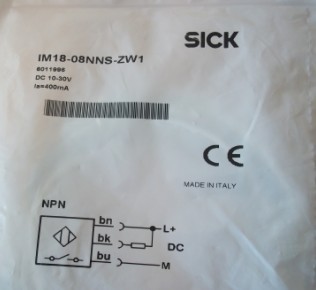 SICK
IM18-08NNS-ZW1
6011996
DC 10-30V
Ia=400mA
CE
MADE IN ITALY
NPN
bn
L+
bk
DC
bu
M